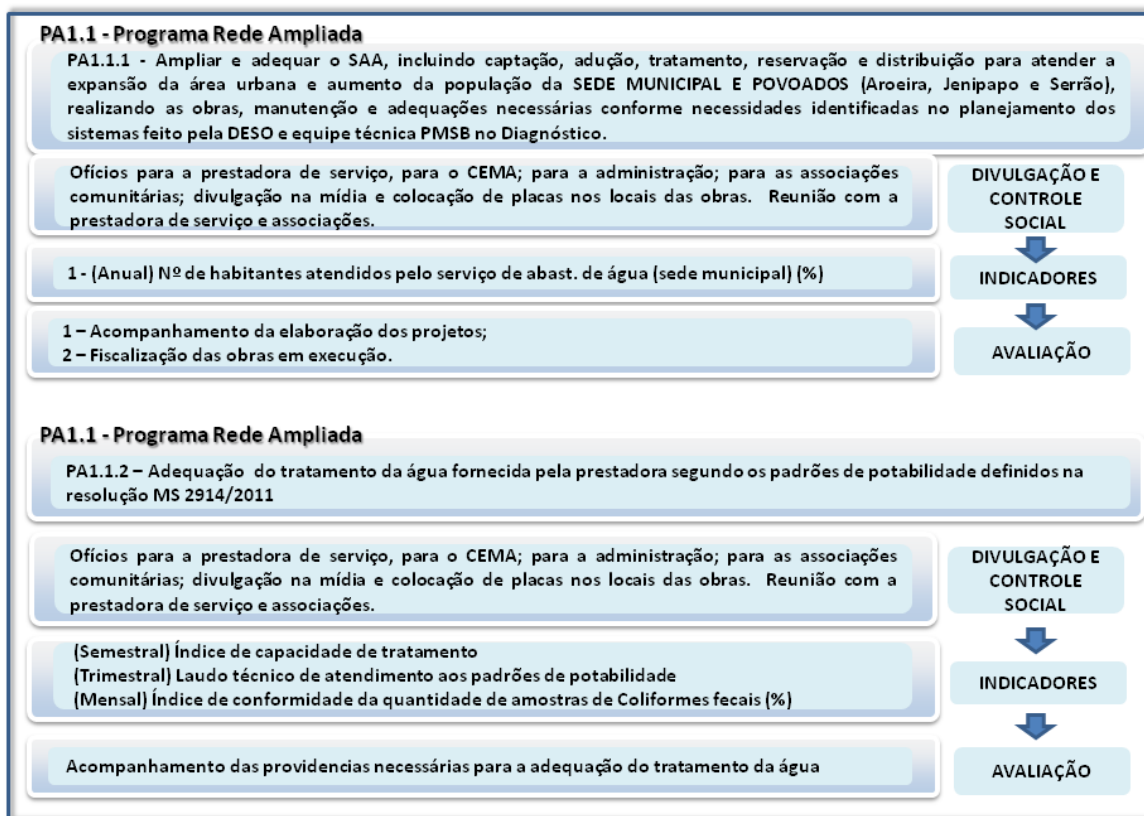 PA1.1 - Programa Rede Ampliada
PA1.1.1 - Ampliar e adequar o SAA, incluindo captação, adução, tratamento, reservação e distribuição para atender a
expansão da área urbana e aumento da população da SEDE MUNICIPAL E POVOADOS (Aroeira, Jenipapo e Serrão),
realizando as obras, manutenção e adequações necessárias conforme necessidades identificadas no planejamento dos
sistemas feito pela DESO e equipe técnica PMSB no Diagnóstico.
Ofícios para a prestadora de serviço, para o CEMA; para a administração; para as associações
comunitárias; divulgação na mídia e colocação de placas nos locais das obras. Reunião com a
prestadora de serviço e associações.
DIVULGAÇÃO E
CONTROLE
SOCIAL
1 - (Anual) Nº de habitantes atendidos pelo serviço de abast. de água (sede municipal) (%)
INDICADORES
1 – Acompanhamento da elaboração dos projetos;
2 – Fiscalização das obras em execução.
AVALIAÇÃO
PA1.1 - Programa Rede Ampliada
PA1.1.2 – Adequação do tratamento da água fornecida pela prestadora segundo os padrões de potabilidade definidos na
resolução MS 2914/2011
Ofícios para a prestadora de serviço, para o CEMA; para a administração; para as associações
comunitárias; divulgação na mídia e colocação de placas nos locais das obras. Reunião com a
prestadora de serviço e associações.
DIVULGAÇÃO E
CONTROLE
SOCIAL
(Semestral) Índice de capacidade de tratamento
(Trimestral) Laudo técnico de atendimento aos padrões de potabilidade
(Mensal) Índice de conformidade da quantidade de amostras de Coliformes fecais (%)
INDICADORES
Acompanhamento das providencias necessárias para a adequação do tratamento da água
AVALIAÇÃO